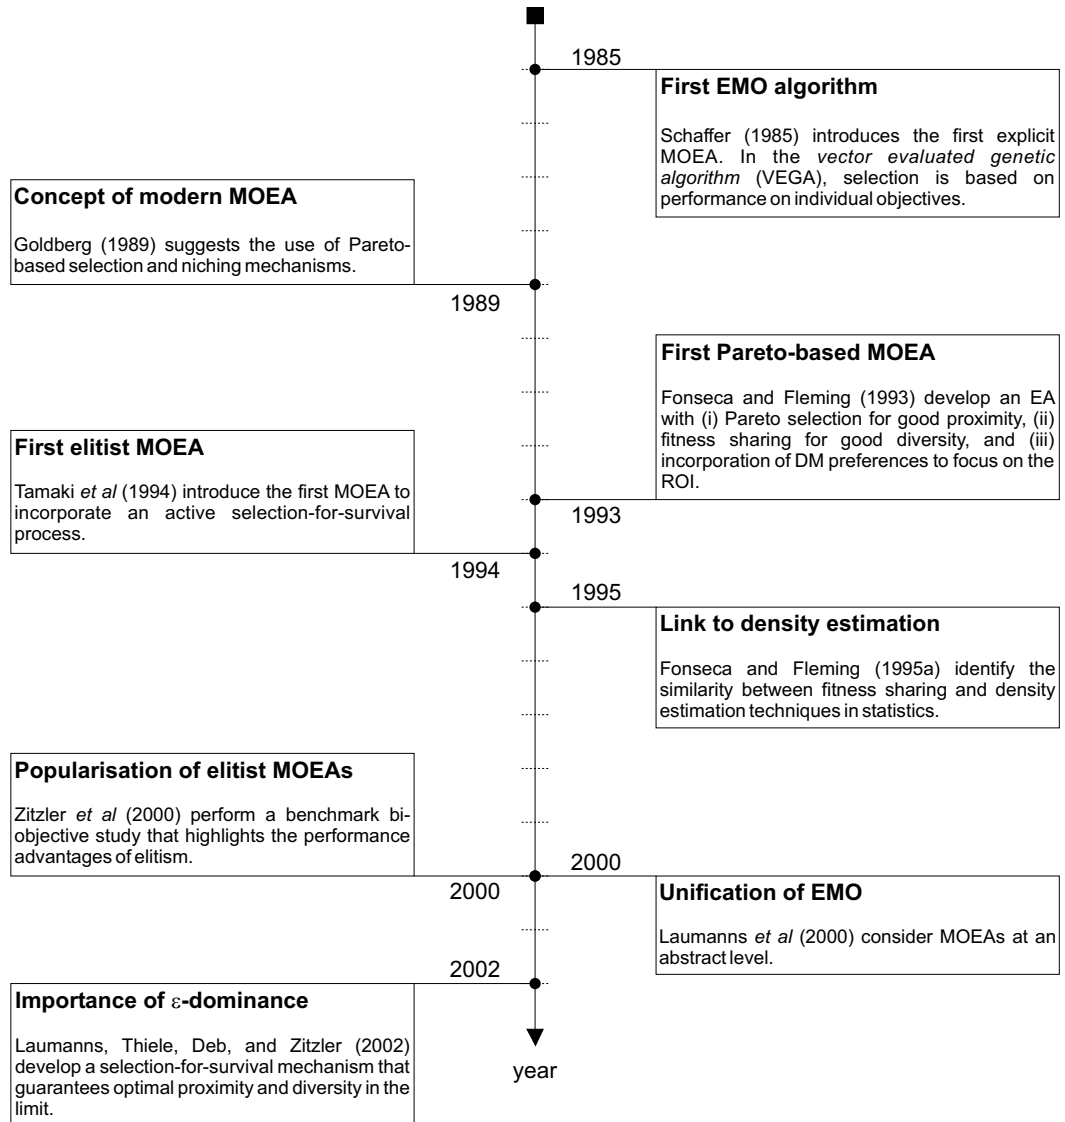 1985
First EMO algorithm
Schaffer (1985) introduces the first explicit
MOEA. In the vector evaluated genetic
algorithm (VEGA), selection is based on
performance on individual objectives.
Concept of modern MOEA
Goldberg (1989) suggests the use of Pareto-
based selection and niching mechanisms.
1989
First Pareto-based MOEA
Fonseca and Fleming (1993) develop an EA
with (i) Pareto selection for good proximity, (ii)
fitness sharing for good diversity, and (iii)
incorporation of DM preferences to focus on the
ROI.
1993
First elitist MOEA
Tamaki et al (1994) introduce the first MOEA to
incorporate an active selection-for-survival
process.
1994
1995
Link to density estimation
Fonseca and Fleming (1995a) identify the
similarity between fitness sharing and density
estimation techniques in statistics.
Popularisation of elitist MOEAs
Zitzler et al (2000) perform a benchmark bi-
objective study that highlights the performance
advantages of elitism.
2000
2000
Unification of EMO
Laumanns et al (2000) consider MOEAs at an
abstract level.
2002
Importance of ε-dominance
Laumanns, Thiele, Deb, and Zitzler (2002)
develop a selection-for-survival mechanism that
guarantees optimal proximity and diversity in the
limit.
year